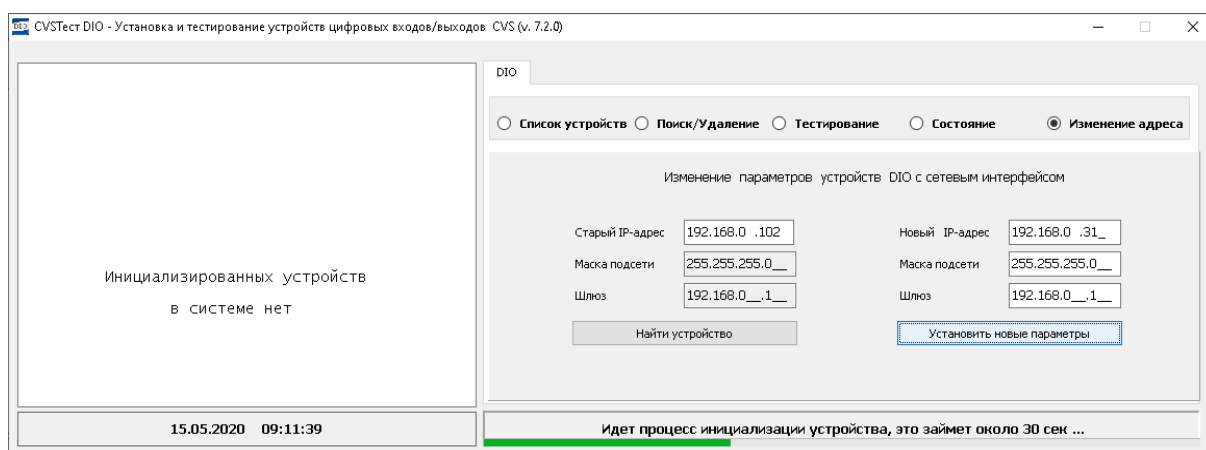 DIO CVSТест DIO - Установка и тестирование устройств цифровых входов/выходов CVS (v. 7.2.0)
DIO
Список устройств Поиск/Удаление Тестирование Состояние Изменение адреса
Изменение параметров устройств DIO с сетевым интерфейсом
Старый IP-адрес 192.168.0 .102 Новый IP-адрес 192.168.0 .31_
Маска подсети 255.255.255.0__ Маска подсети 255.255.255.0__
Шлюз 192.168.0__.1__ Шлюз 192.168.0__.1__
Найти устройство Установить новые параметры
Инициализированных устройств
в системе нет
15.05.2020 09:11:39
Идет процесс инициализации устройства, это займет около 30 сек ...